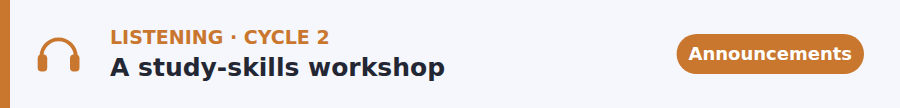 LISTENING · CYCLE 2
A study-skills workshop
Announcements